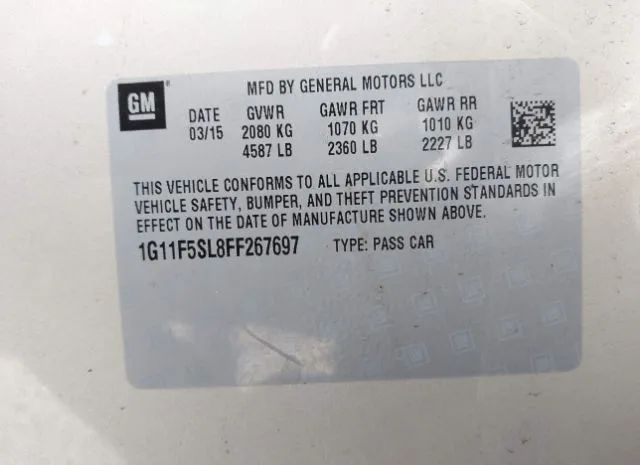 GM
MFD BY GENERAL MOTORS LLC
DATE GVWR GAWR FRT GAWR RR
03/15 2080 KG 1070 KG 1010 KG
4587 LB 2360 LB 2227 LB
THIS VEHICLE CONFORMS TO ALL APPLICABLE U.S. FEDERAL MOTOR
VEHICLE SAFETY, BUMPER, AND THEFT PREVENTION STANDARDS IN
EFFECT ON THE DATE OF MANUFACTURE SHOWN ABOVE.
1G11F5SL8FF267697 TYPE: PASS CAR